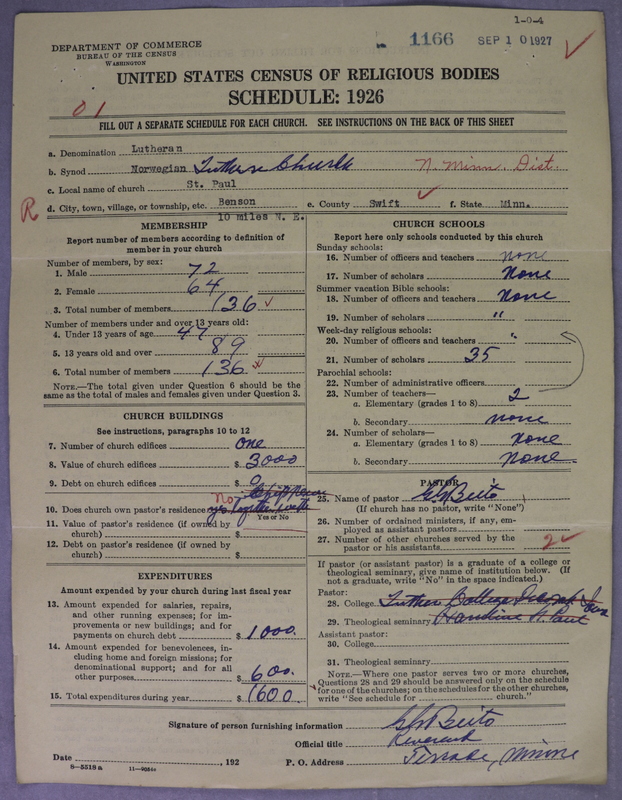 1-0-4
DEPARTMENT OF COMMERCE
BUREAU OF THE CENSUS
WASHINGTON
1166 SEP 10 1927
UNITED STATES CENSUS OF RELIGIOUS BODIES
SCHEDULE: 1926
01
FILL OUT A SEPARATE SCHEDULE FOR EACH CHURCH. SEE INSTRUCTIONS ON THE BACK OF THIS SHEET
a. Denomination Lutheran
b. Synod Norwegian Luthern Church N. Minn. Dist.
c. Local name of church St. Paul
R
d. City, town, village, or township, etc. Benson e. County Swift f. State Minn.
10 miles N. E.
MEMBERSHIP
Report number of members according to definition of
member in your church
Number of members, by sex:
1. Male 72
2. Female 64
3. Total number of members 136
Number of members under and over 13 years old:
4. Under 13 years of age 47
5. 13 years old and over 89
6. Total number of members 136
NOTE.—The total given under Question 6 should be the
same as the total of males and females given under Question 3.
CHURCH BUILDINGS
See instructions, paragraphs 10 to 12
7. Number of church edifices One
8. Value of church edifices $ 3000
9. Debt on church edifices $ 0
10. Does church own pastor's residence No together with
Yes or No
11. Value of pastor's residence (if owned by
church) $
12. Debt on pastor's residence (if owned by
church) $
EXPENDITURES
Amount expended by your church during last fiscal year
13. Amount expended for salaries, repairs,
and other running expenses; for im-
provements or new buildings; and for
payments on church debt $ 1000.
14. Amount expended for benevolences, in-
cluding home and foreign missions; for
denominational support; and for all
other purposes $ 600.
15. Total expenditures during year $ 1600
CHURCH SCHOOLS
Report here only schools conducted by this church
Sunday schools:
16. Number of officers and teachers none
17. Number of scholars None
Summer vacation Bible schools:
18. Number of officers and teachers None
19. Number of scholars "
Week-day religious schools:
20. Number of officers and teachers "
21. Number of scholars 35
Parochial schools:
22. Number of administrative officers
23. Number of teachers—
a. Elementary (grades 1 to 8) 2
b. Secondary none
24. Number of scholars—
a. Elementary (grades 1 to 8) None
b. Secondary None
PASTOR
25. Name of pastor GGBeito
(If church has no pastor, write "None")
26. Number of ordained ministers, if any, em-
ployed as assistant pastors
27. Number of other churches served by the
pastor or his assistants 2
If pastor (or assistant pastor) is a graduate of a college or
theological seminary, give name of institution below. (If
not a graduate, write "No" in the space indicated.)
Pastor:
28. College Luther College Iowa
29. Theological seminary Hamline St. Paul
Assistant pastor:
30. College
31. Theological seminary
NOTE.—Where one pastor serves two or more churches,
Questions 28 and 29 should be answered only on the schedule
for one of the churches; on the schedules for the other churches,
write "See schedule for church."
Signature of person furnishing information GGBeito
Official title Reverend
Date , 192 P. O. Address Terrace, Minne
8-5518a 11-9084